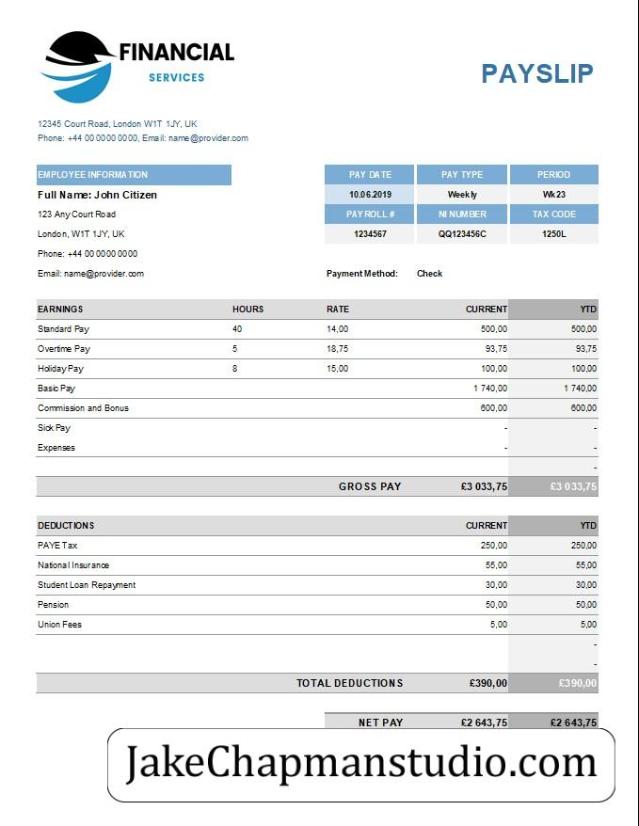 FINANCIAL
SERVICES
PAYSLIP
12345 Court Road, London W1T 1JY, UK
Phone: +44 00 0000 0000, Email: name@provider.com
EMPLOYEE INFORMATION PAY DATE PAY TYPE PERIOD
Full Name: John Citizen 10.06.2019 Weekly Wk23
123 Any Court Road PAYROLL # NI NUMBER TAX CODE
London, W1T 1JY, UK 1234567 QQ123456C 1250L
Phone: +44 00 0000 0000
Email: name@provider.com Payment Method: Check
EARNINGS HOURS RATE CURRENT YTD
Standard Pay 40 14,00 500,00 500,00
Overtime Pay 5 18,75 93,75 93,75
Holiday Pay 8 15,00 100,00 100,00
Basic Pay 1 740,00 1 740,00
Commission and Bonus 600,00 600,00
Sick Pay - -
Expenses - -
-
GROSS PAY £3 033,75 £3 033,75
DEDUCTIONS CURRENT YTD
PAYE Tax 250,00 250,00
National Insurance 55,00 55,00
Student Loan Repayment 30,00 30,00
Pension 50,00 50,00
Union Fees 5,00 5,00
-
-
TOTAL DEDUCTIONS £390,00 £390,00
NET PAY £2 643,75 £2 643,75
JakeChapmanstudio.com